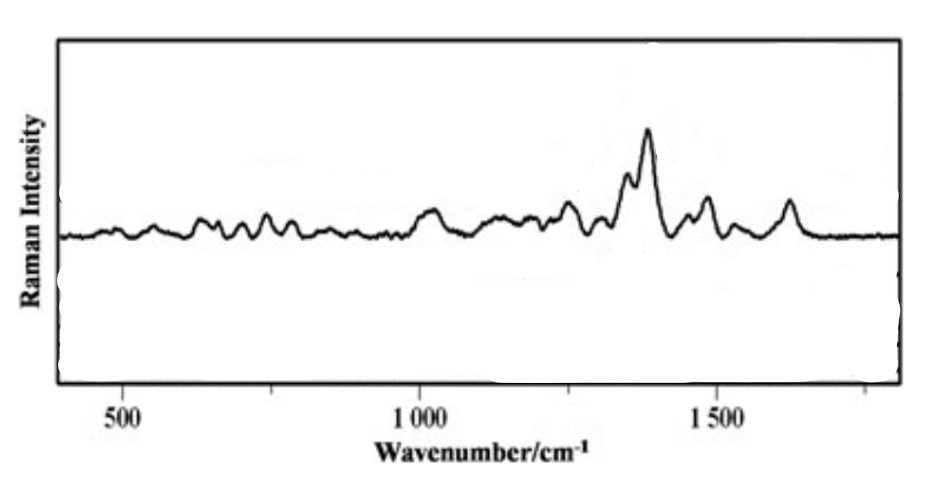 Raman Intensity
500
1 000
1 500
Wavenumber/cm-1